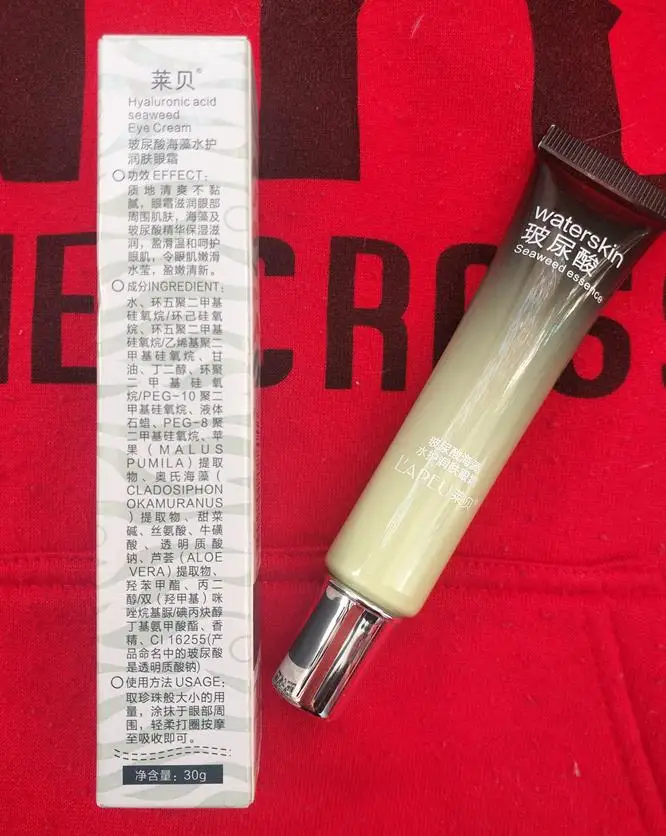 莱贝®
Hyaluronic acid
seaweed
Eye Cream
玻尿酸海藻水护
润肤眼霜
功效EFFECT:
质地清爽不黏
腻,眼霜滋润眼部
周围肌肤,海藻及
玻尿酸精华保湿滋
润,盈滑温和呵护
眼肌,令眼肌嫩滑
水莹,盈嫩清新。
成分INGREDIENT:
水、环五聚二甲基
硅氧烷/环己硅氧
烷、环五聚二甲基
硅氧烷/乙烯基聚二
甲基硅氧烷、甘
油、丁二醇、环聚
二甲基硅氧
烷/PEG-10聚二
甲基硅氧烷、液体
石蜡、PEG-8聚
二甲基硅氧烷、苹
果(MALUS
PUMILA)提取
物、奥氏海藻(
CLADOSIPHON
OKAMURANUS
)提取物、甜菜
碱、丝氨酸、牛磺
酸、透明质酸
钠、芦荟(ALOE
VERA)提取物、
羟苯甲酯、丙二
醇/双(羟甲基)咪
唑烷基脲/碘丙炔醇
丁基氨甲酸酯、香
精、CI 16255(产
品命名中的玻尿酸
是透明质酸钠)
使用方法 USAGE:
取珍珠般大小的用
量,涂抹于眼部周
围,轻柔打圈按摩
至吸收即可。
净含量:30g
waterskin
玻尿酸
Seaweed essence
玻尿酸海藻
水护润肤眼霜
L'APEU莱贝®
CROSS